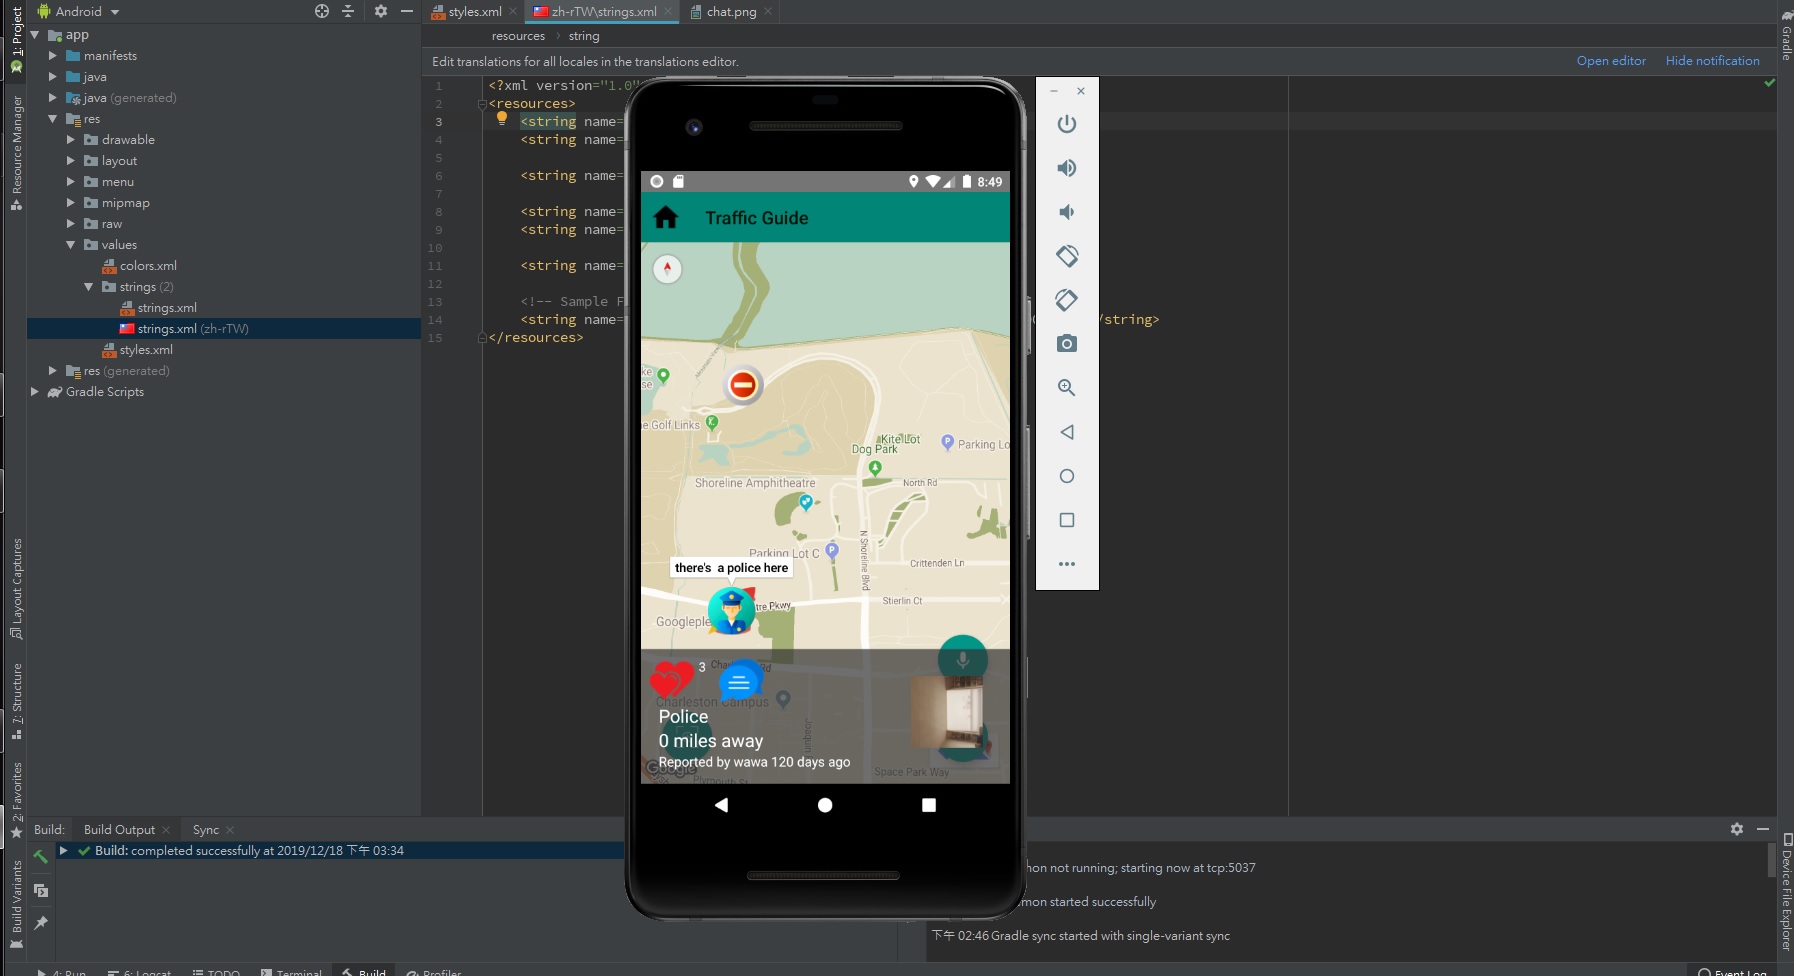 Android
styles.xml
zh-rTW\strings.xml
chat.png
1: Project
Resource Manager
Layout Captures
7: Structure
2: Favorites
Build Variants
app
manifests
java
java (generated)
res
drawable
layout
menu
mipmap
raw
values
colors.xml
strings (2)
strings.xml
strings.xml (zh-rTW)
styles.xml
res (generated)
Gradle Scripts
resources
string
Edit translations for all locales in the translations editor.
Open editor
Hide notification
1 <?xml version="1.0"
2 <resources>
3 <string name=
4 <string name=
5
6 <string name=
7
8 <string name=
9 <string name=
10
11 <string name=
12
13 <!-- Sample F
14 <string name= /string>
15 </resources>
8:49
Traffic Guide
ke
se
e Golf Links
Kite Lot
Dog Park
Parking Lo
Shoreline Amphitheatre
North Rd
N Shoreline Blvd
Parking Lot C
Crittenden Ln
there's a police here
tre Pkwy
Stierlin Ct
Googleple
3
Rd
Charleston Campus
Joaquin
Police
0 miles away
Reported by wawa 120 days ago
Google
Space Park Way
Plymouth St
Gradle
Device File Explorer
Build:
Build Output
Sync
Build: completed successfully at 2019/12/18 下午 03:34
on not running; starting now at tcp:5037
mon started successfully
下午 02:46 Gradle sync started with single-variant sync
4: Run
6: Logcat
TODO
Terminal
Build
Profiler
Event Log